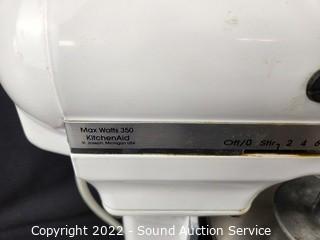 Max Watts 350
KitchenAid
St. Joseph, Michigan USA
Off/0 Stir 2 4 6
Copyright 2022 - Sound Auction Service